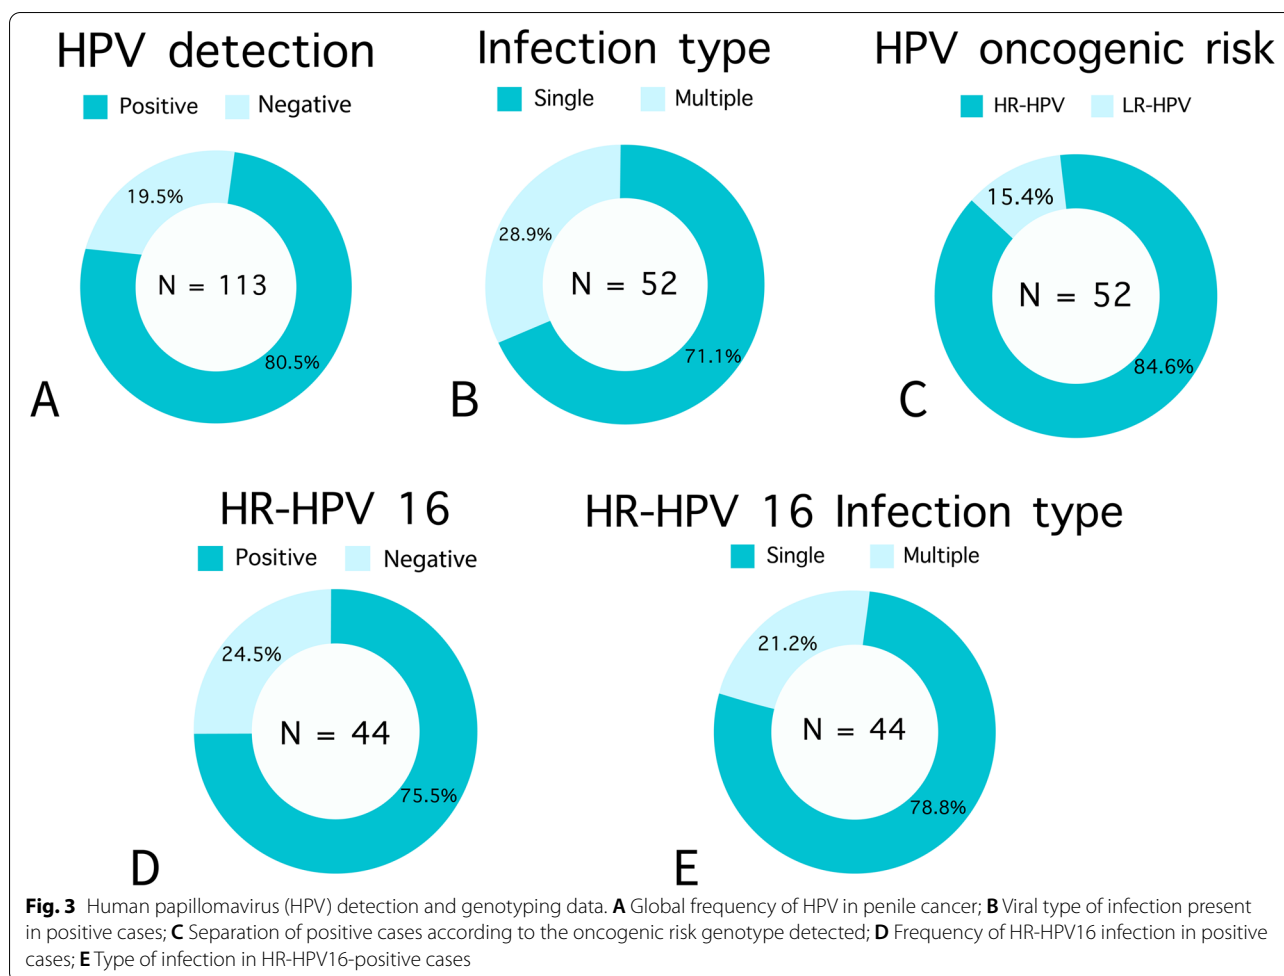 HPV detection
Positive Negative
19.5%
N = 113
80.5%
A
Infection type
Single Multiple
28.9%
N = 52
71.1%
B
HPV oncogenic risk
HR-HPV LR-HPV
15.4%
N = 52
84.6%
C
HR-HPV 16
Positive Negative
24.5%
N = 44
75.5%
D
HR-HPV 16 Infection type
Single Multiple
21.2%
N = 44
78.8%
E
Fig. 3 Human papillomavirus (HPV) detection and genotyping data. A Global frequency of HPV in penile cancer; B Viral type of infection present
in positive cases; C Separation of positive cases according to the oncogenic risk genotype detected; D Frequency of HR-HPV16 infection in positive
cases; E Type of infection in HR-HPV16-positive cases